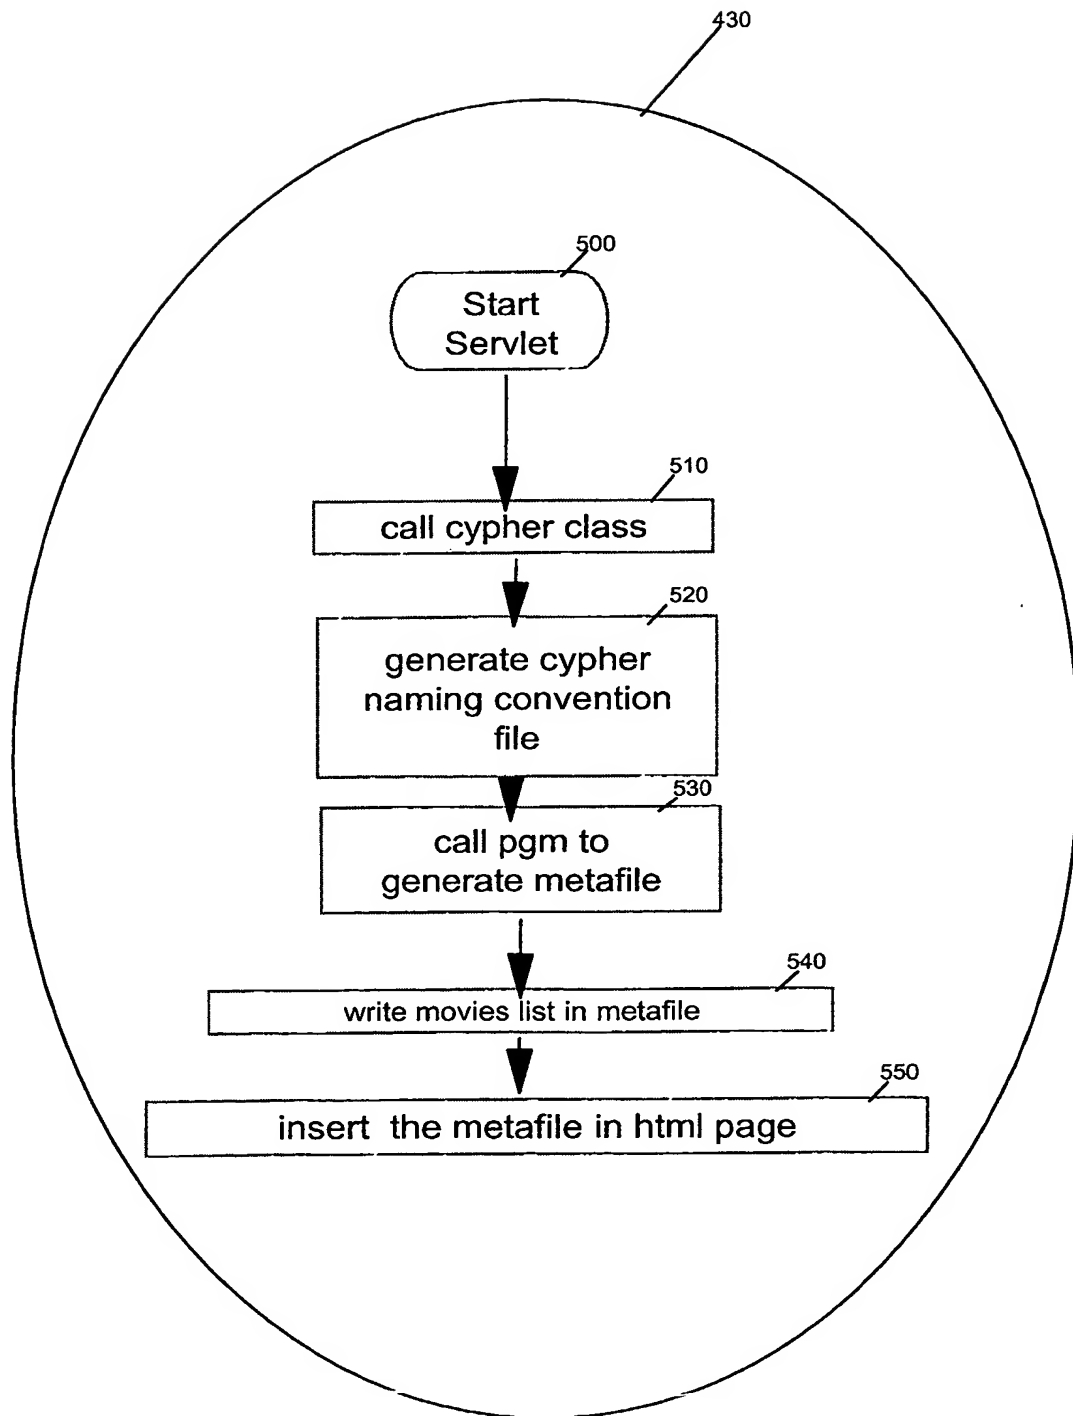 430
500
Start
Servlet
510
call cypher class
520
generate cypher
naming convention
file
530
call pgm to
generate metafile
540
write movies list in metafile
550
insert the metafile in html page